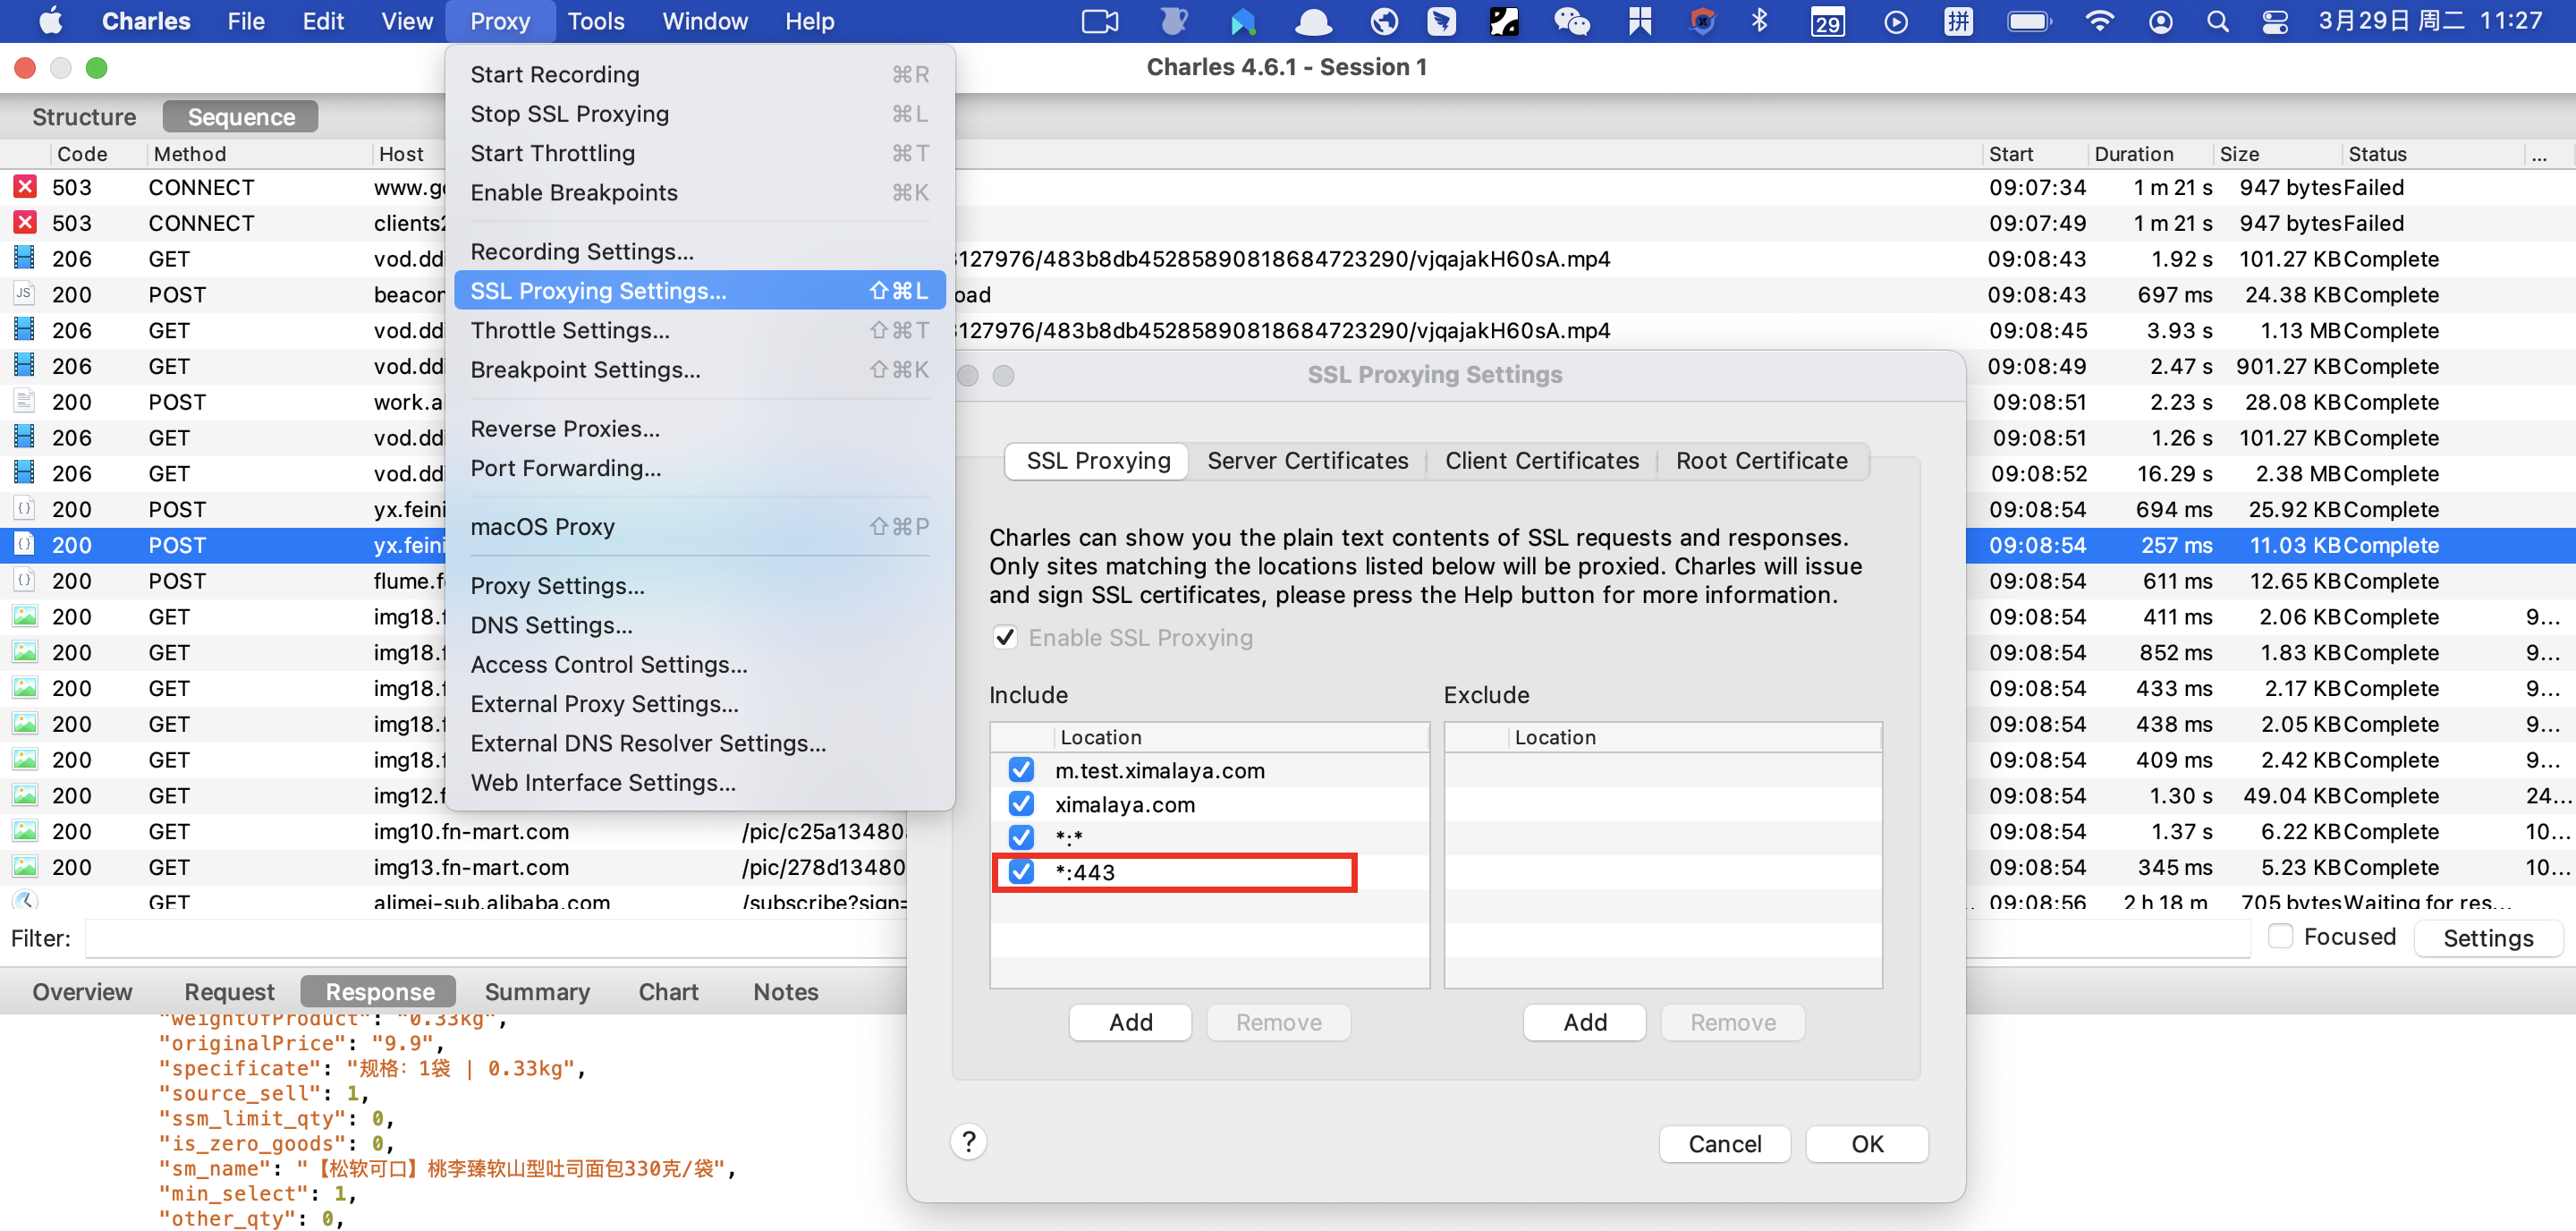 Charles File Edit View Proxy Tools Window Help 29 拼 3月29日 周二 11:27
Charles 4.6.1 - Session 1
Structure Sequence
Code Method Host Start Duration Size Status ...
503 CONNECT www.g 09:07:34 1 m 21 s 947 bytes Failed
503 CONNECT clients2 09:07:49 1 m 21 s 947 bytes Failed
206 GET vod.dd 127976/483b8db45285890818684723290/vjqajakH60sA.mp4 09:08:43 1.92 s 101.27 KB Complete
JS 200 POST beacon oad 09:08:43 697 ms 24.38 KB Complete
206 GET vod.dd 127976/483b8db45285890818684723290/vjqajakH60sA.mp4 09:08:45 3.93 s 1.13 MB Complete
206 GET vod.dd 09:08:49 2.47 s 901.27 KB Complete
200 POST work.a 09:08:51 2.23 s 28.08 KB Complete
206 GET vod.dd 09:08:51 1.26 s 101.27 KB Complete
206 GET vod.dd 09:08:52 16.29 s 2.38 MB Complete
200 POST yx.feini 09:08:54 694 ms 25.92 KB Complete
200 POST yx.feini 09:08:54 257 ms 11.03 KB Complete
200 POST flume.f 09:08:54 611 ms 12.65 KB Complete
200 GET img18.f 09:08:54 411 ms 2.06 KB Complete 9...
200 GET img18.f 09:08:54 852 ms 1.83 KB Complete 9...
200 GET img18.f 09:08:54 433 ms 2.17 KB Complete 9...
200 GET img18.f 09:08:54 438 ms 2.05 KB Complete 9...
200 GET img18.f 09:08:54 409 ms 2.42 KB Complete 9...
200 GET img12.f 09:08:54 1.30 s 49.04 KB Complete 24...
200 GET img10.fn-mart.com /pic/c25a13480 09:08:54 1.37 s 6.22 KB Complete 10...
200 GET img13.fn-mart.com /pic/278d13480 09:08:54 345 ms 5.23 KB Complete 10...
GET alimei-sub.alibaba.com /subscribe?sign= 09:08:56 2 h 18 m 705 bytes Waiting for res...
Start Recording ⌘R
Stop SSL Proxying ⌘L
Start Throttling ⌘T
Enable Breakpoints ⌘K
Recording Settings...
SSL Proxying Settings... ⇧⌘L
Throttle Settings... ⇧⌘T
Breakpoint Settings... ⇧⌘K
Reverse Proxies...
Port Forwarding...
macOS Proxy ⇧⌘P
Proxy Settings...
DNS Settings...
Access Control Settings...
External Proxy Settings...
External DNS Resolver Settings...
Web Interface Settings...
SSL Proxying Settings
SSL Proxying Server Certificates Client Certificates Root Certificate
Charles can show you the plain text contents of SSL requests and responses.
Only sites matching the locations listed below will be proxied. Charles will issue
and sign SSL certificates, please press the Help button for more information.
Enable SSL Proxying
Include Exclude
Location Location
m.test.ximalaya.com
ximalaya.com
*:*
*:443
Add Remove Add Remove
? Cancel OK
Filter: Focused Settings
Overview Request Response Summary Chart Notes
"weightOfProduct": "0.33kg",
"originalPrice": "9.9",
"specificate": "规格：1袋 | 0.33kg",
"source_sell": 1,
"ssm_limit_qty": 0,
"is_zero_goods": 0,
"sm_name": "【松软可口】桃李臻软山型吐司面包330克/袋",
"min_select": 1,
"other_qty": 0,